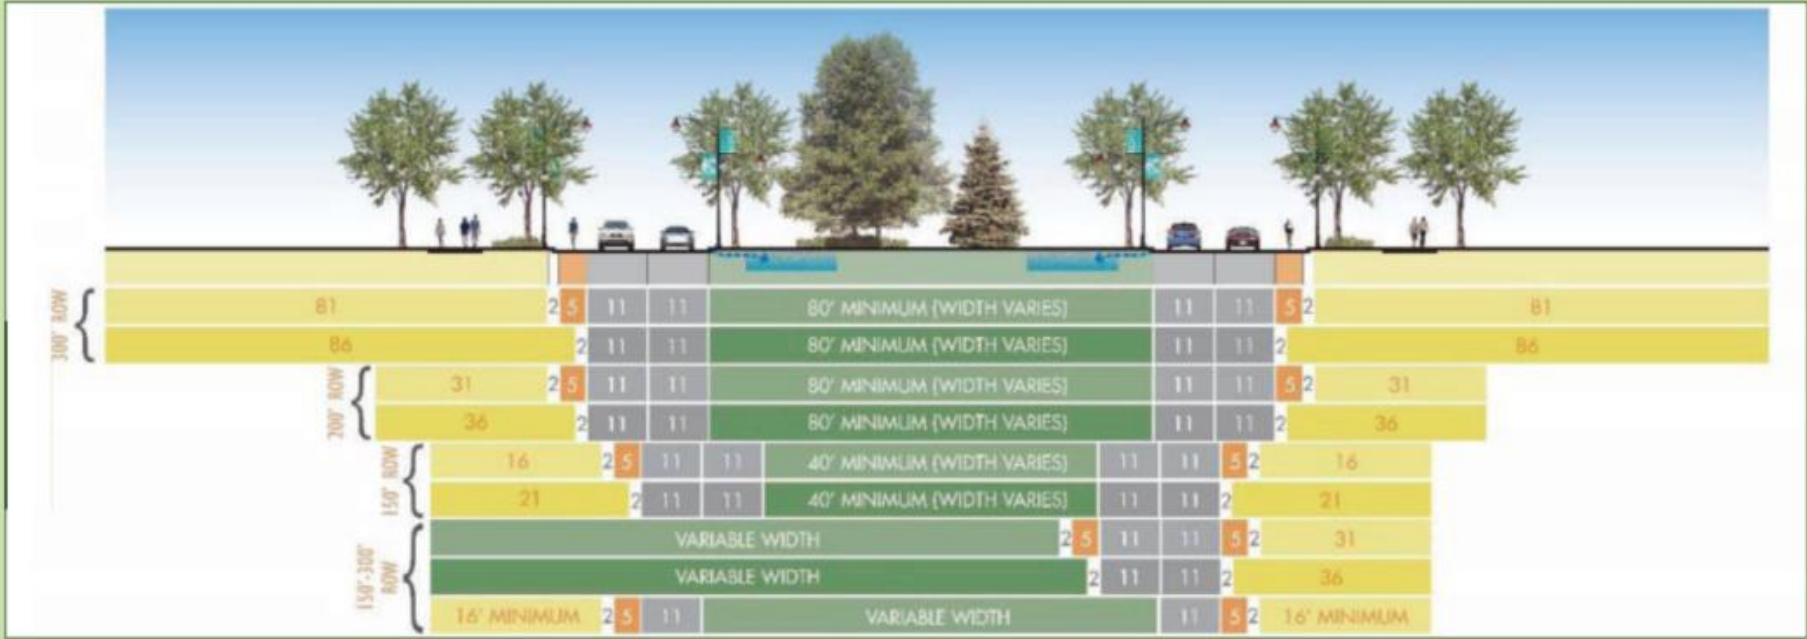 300' ROW
81 2 5 11 11 80' MINIMUM (WIDTH VARIES) 11 11 5 2 81
86 2 11 11 80' MINIMUM (WIDTH VARIES) 11 11 2 86
200' ROW
31 2 5 11 11 80' MINIMUM (WIDTH VARIES) 11 11 5 2 31
36 2 11 11 80' MINIMUM (WIDTH VARIES) 11 11 2 36
150' ROW
16 2 5 11 11 40' MINIMUM (WIDTH VARIES) 11 11 5 2 16
21 2 11 11 40' MINIMUM (WIDTH VARIES) 11 11 2 21
150'-300'
ROW
VARIABLE WIDTH 2 5 11 11 5 2 31
VARIABLE WIDTH 2 11 11 2 36
16' MINIMUM 2 5 11 VARIABLE WIDTH 11 5 2 16' MINIMUM